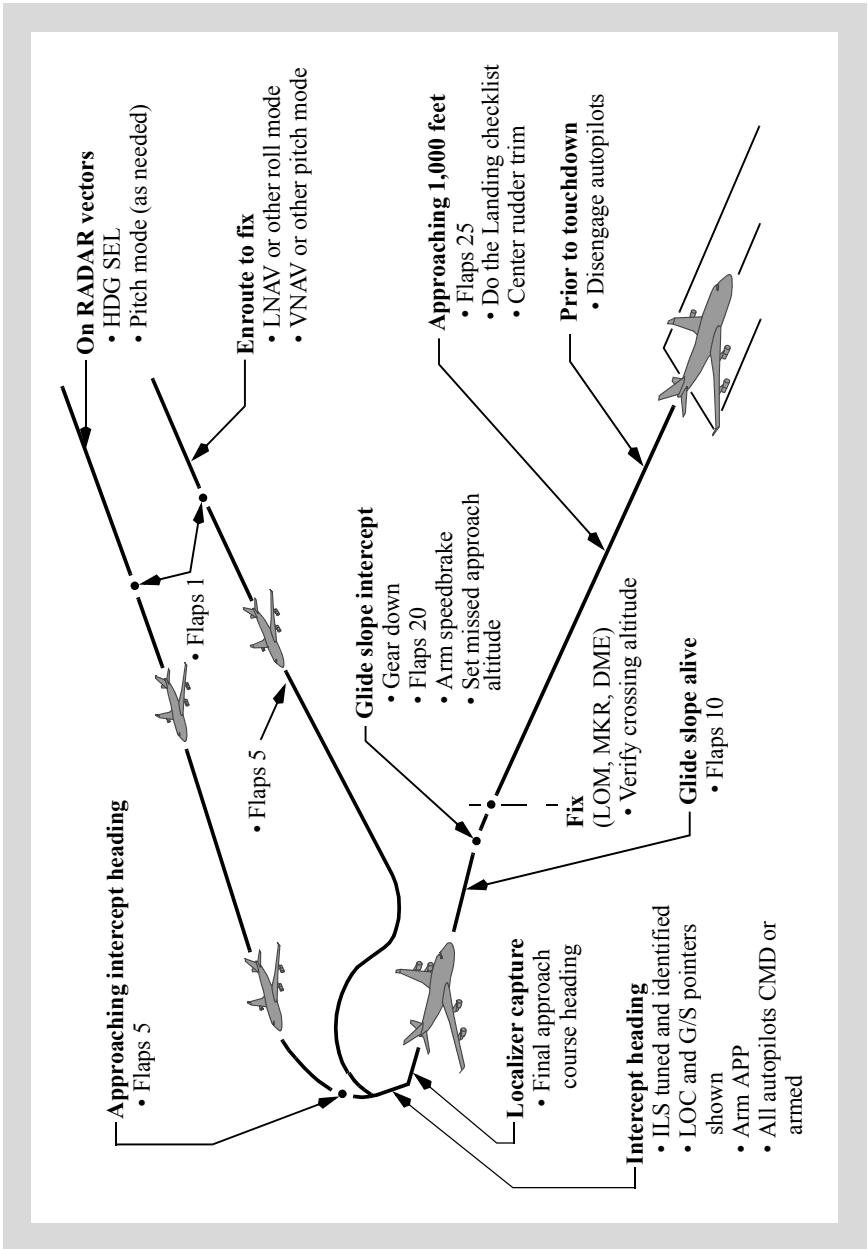 On RADAR vectors
• HDG SEL
• Pitch mode (as needed)
Enroute to fix
• LNAV or other roll mode
• VNAV or other pitch mode
• Flaps 1
Approaching intercept heading
• Flaps 5
• Flaps 5
Glide slope intercept
• Gear down
• Flaps 20
• Arm speedbrake
• Set missed approach
altitude
Approaching 1,000 feet
• Flaps 25
• Do the Landing checklist
• Center rudder trim
Prior to touchdown
• Disengage autopilots
Localizer capture
• Final approach
course heading
Fix
(LOM, MKR, DME)
• Verify crossing altitude
Glide slope alive
• Flaps 10
Intercept heading
• ILS tuned and identified
• LOC and G/S pointers
shown
• Arm APP
• All autopilots CMD or
armed